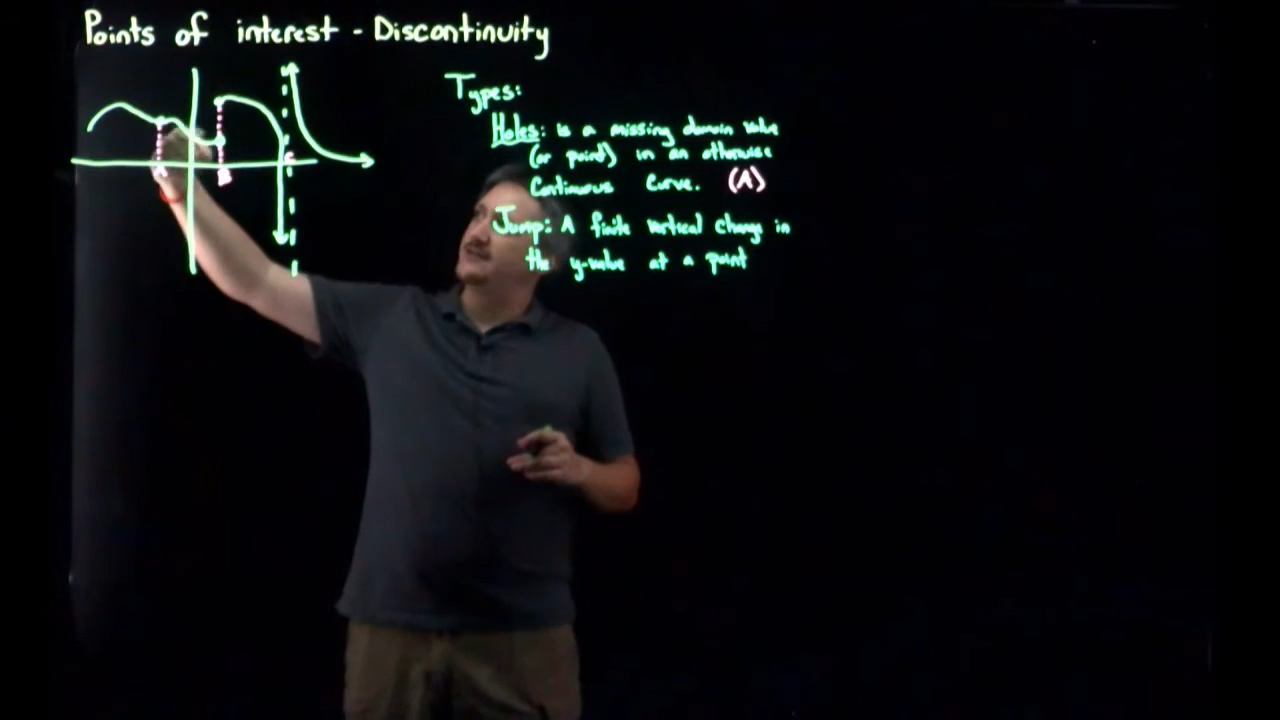 Points of interest - Discontinuity
Types:
Holes: is a missing domain value
(or point) in an otherwise
Continuous Curve. (A)
Jump: A finite vertical change in
the y-value at a point
A
B
C